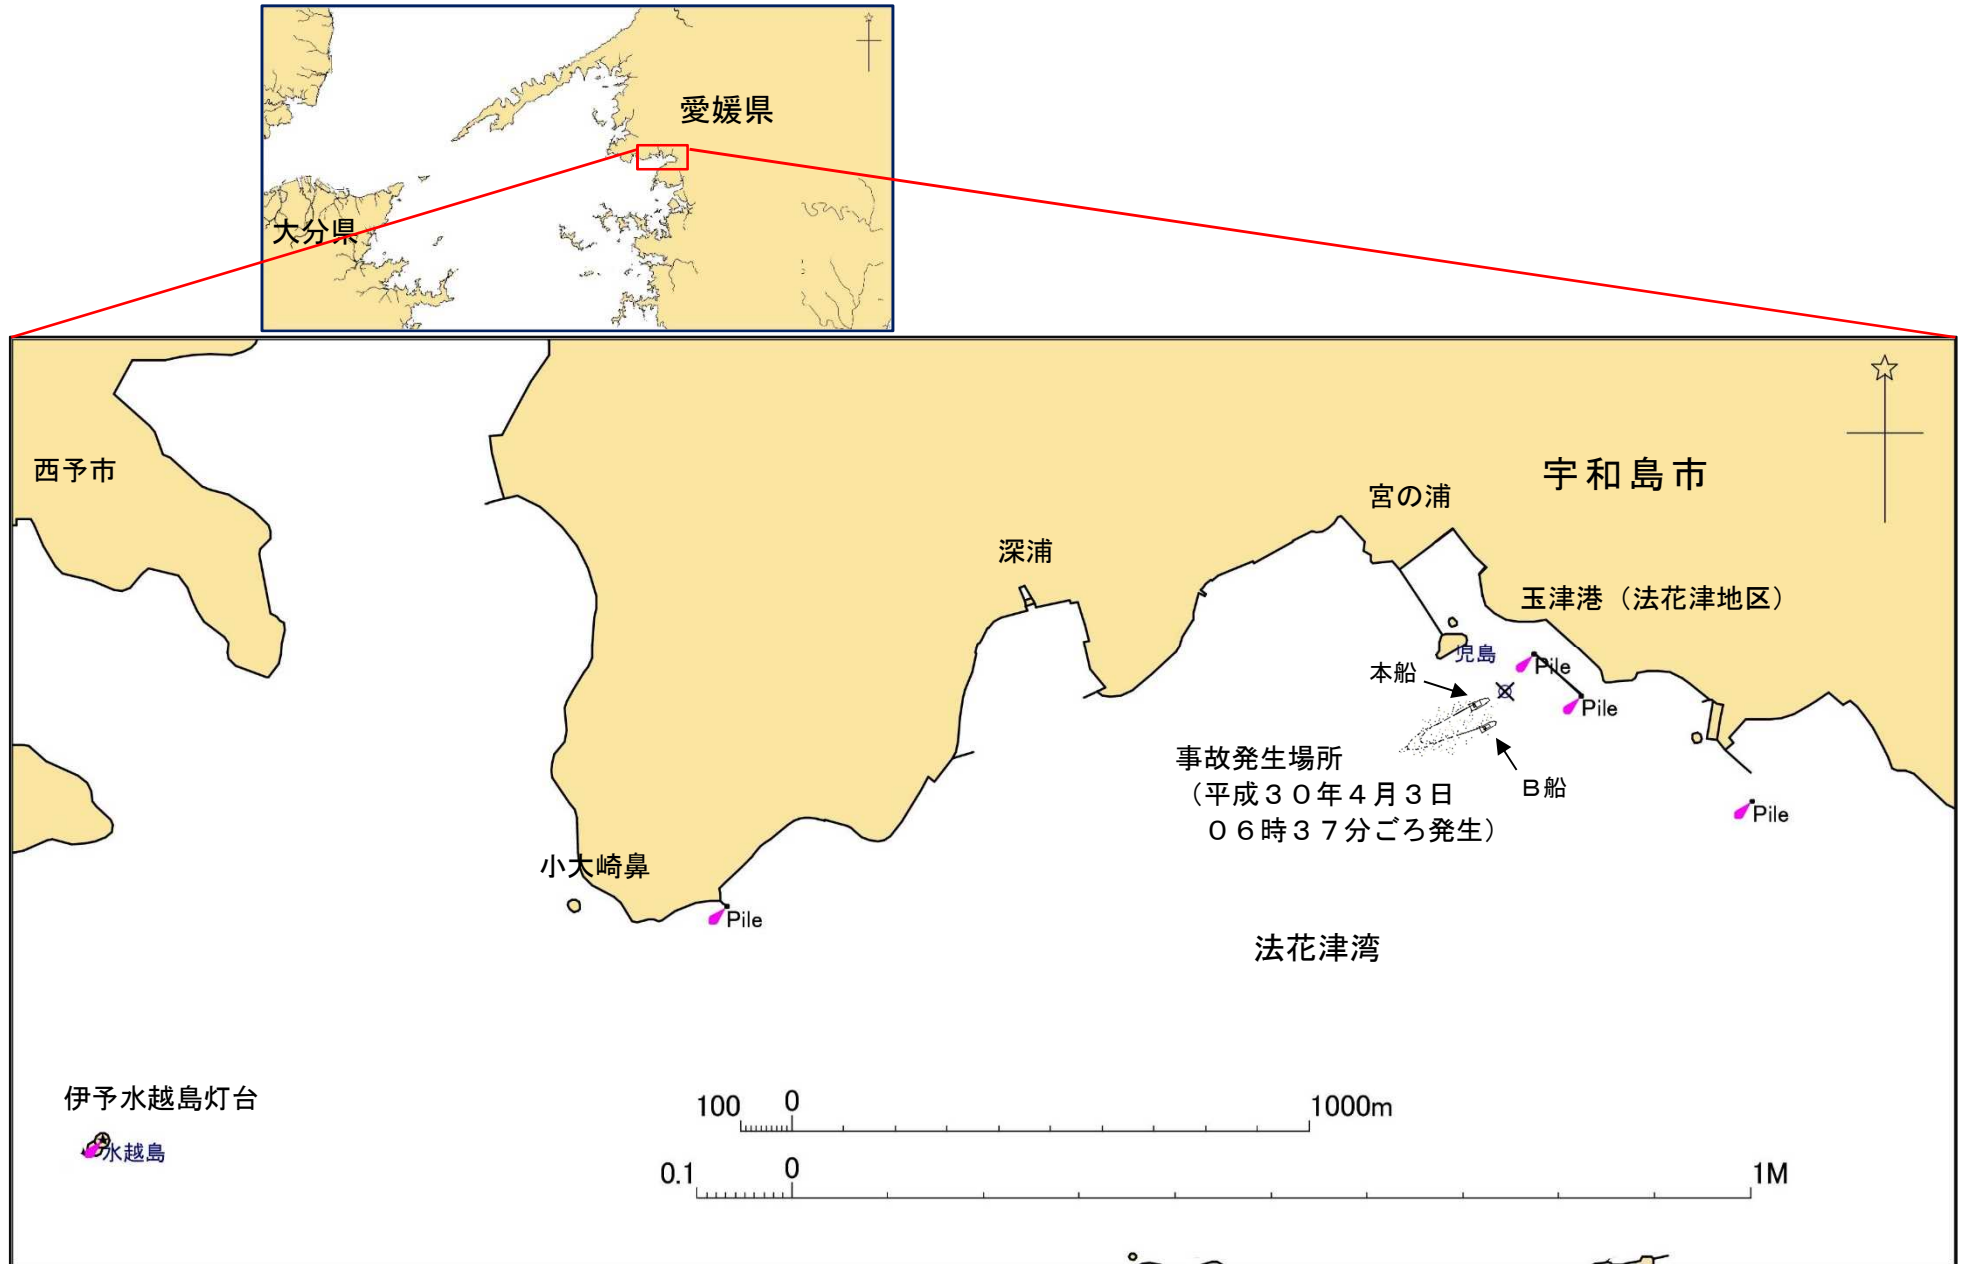 愛媛県
大分県
西予市
宇和島市
宮の浦
深浦
玉津港（法花津地区）
児島
Pile
本船
Pile
事故発生場所
（平成３０年４月３日
０６時３７分ごろ発生）
Ｂ船
Pile
小大崎鼻
Pile
法花津湾
伊予水越島灯台
水越島
100 0 1000m
0.1 0 1M